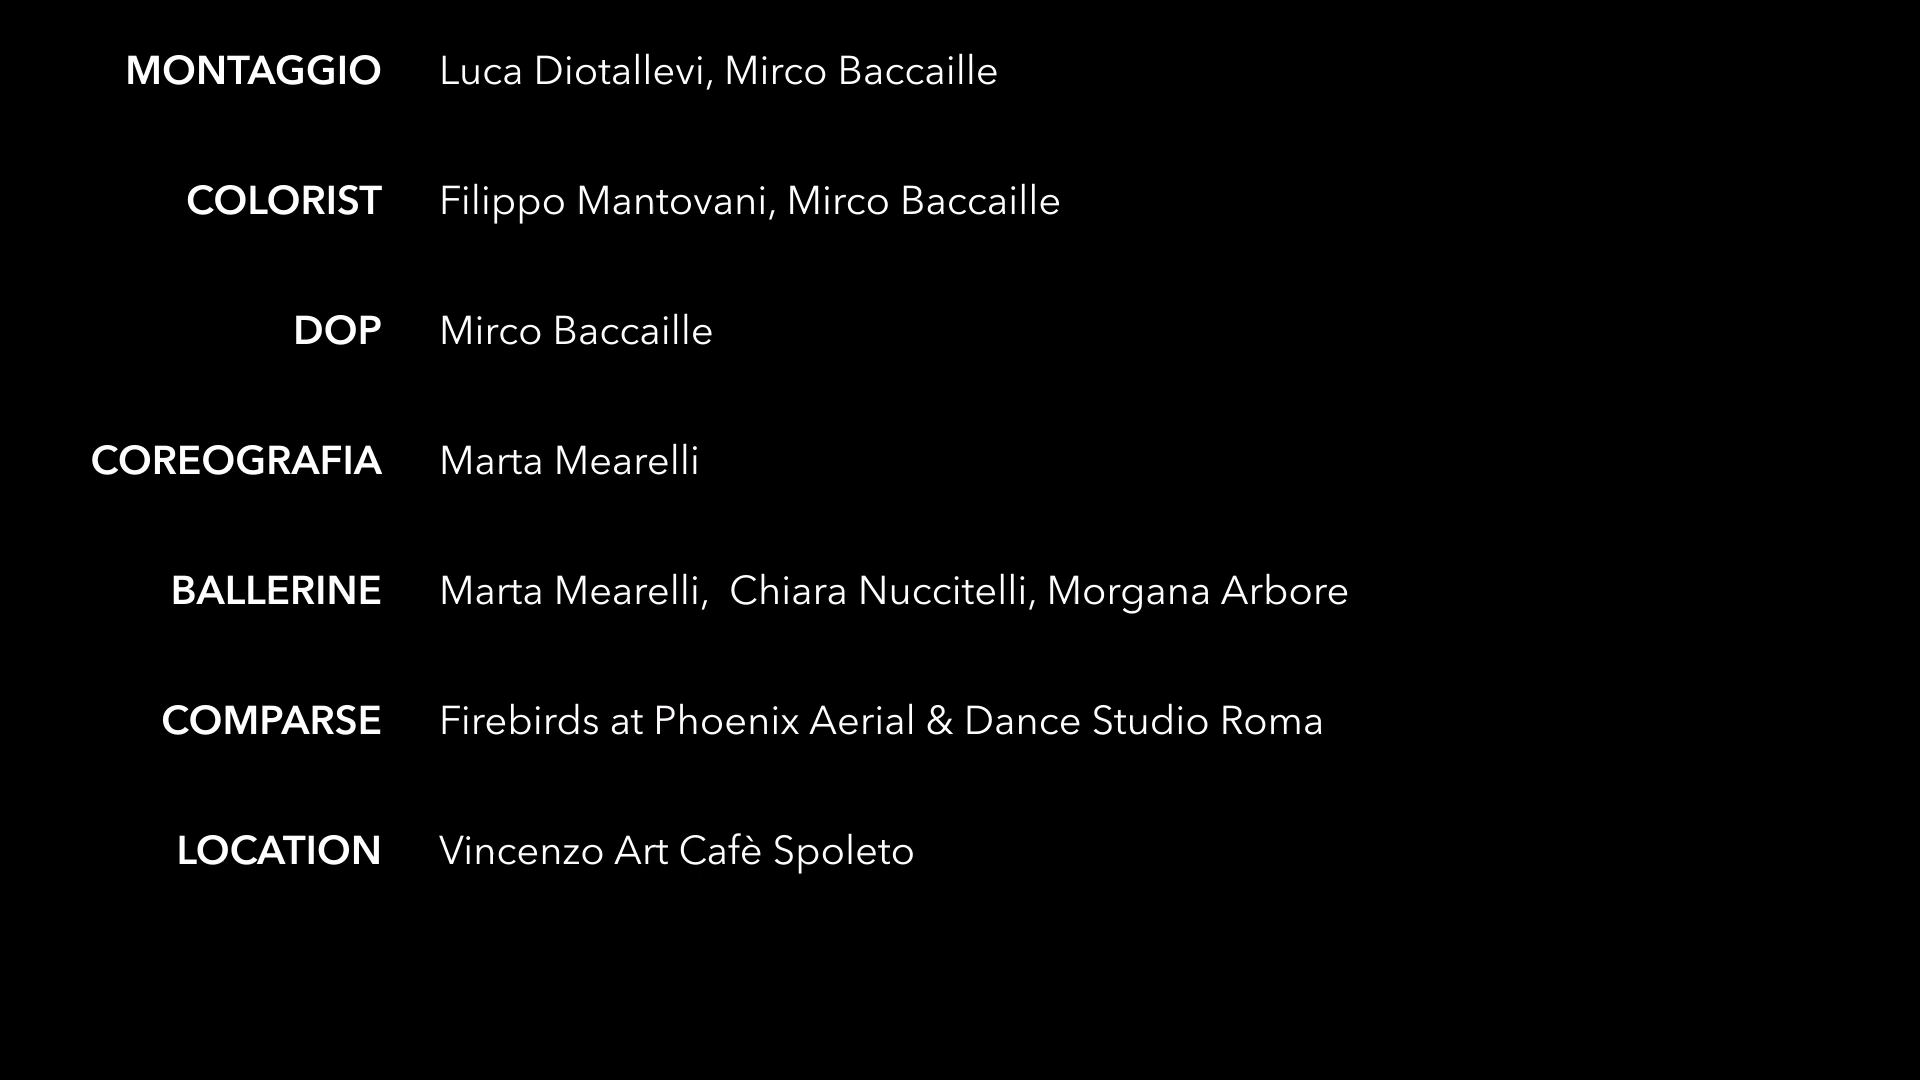 MONTAGGIO Luca Diotallevi, Mirco Baccaille
COLORIST Filippo Mantovani, Mirco Baccaille
DOP Mirco Baccaille
COREOGRAFIA Marta Mearelli
BALLERINE Marta Mearelli,  Chiara Nuccitelli, Morgana Arbore
COMPARSE Firebirds at Phoenix Aerial & Dance Studio Roma
LOCATION Vincenzo Art Cafè Spoleto